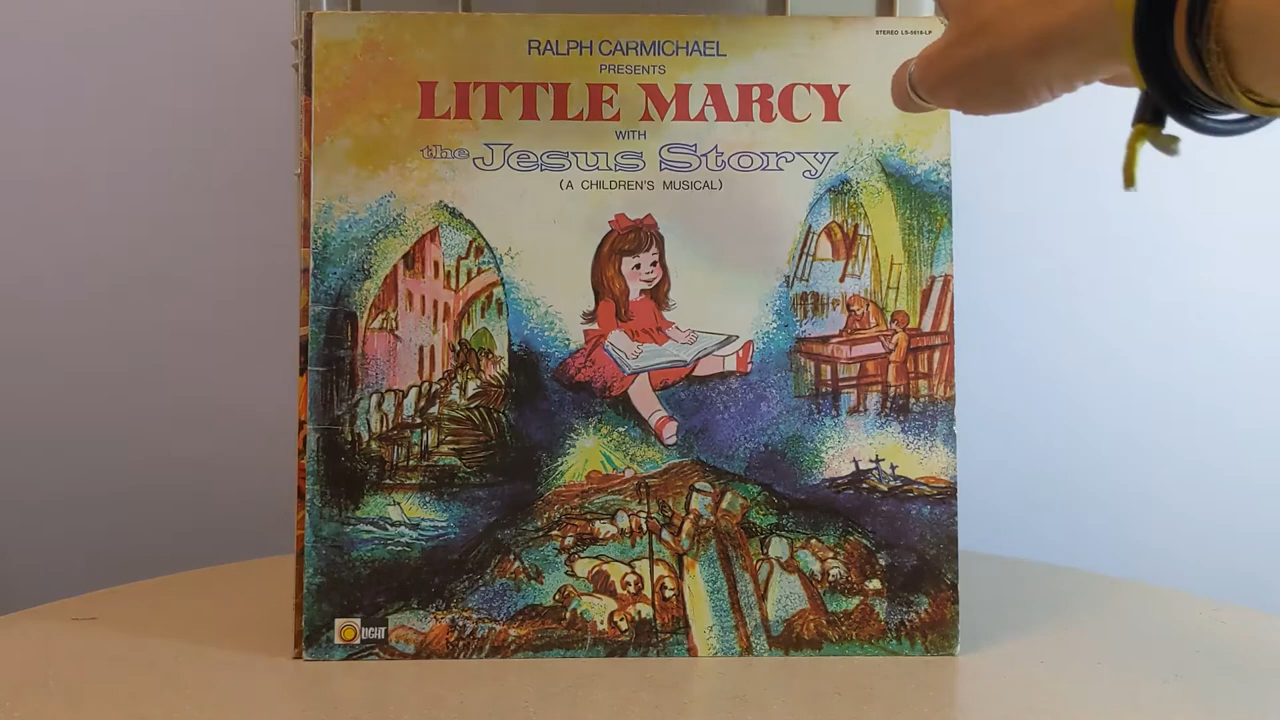 STEREO LS-5618-LP
RALPH CARMICHAEL
PRESENTS
LITTLE MARCY
WITH
the Jesus Story
(A CHILDREN'S MUSICAL)
LIGHT